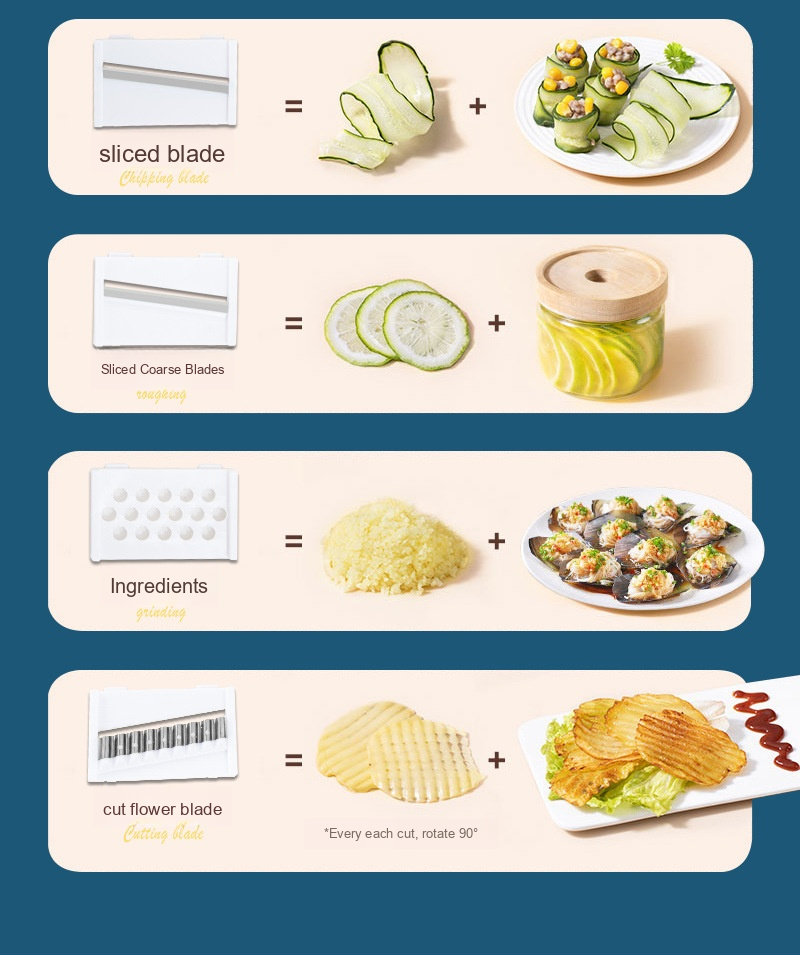 sliced blade
Chipping blade
=
+
Sliced Coarse Blades
roughing
=
+
Ingredients
grinding
=
+
cut flower blade
Cutting blade
=
+
*Every each cut, rotate 90°